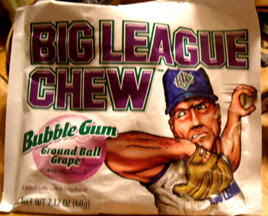 BIG LEAGUE
CHEW
Bubble Gum
Ground Ball
Grape
NET WT 2.12 OZ (60g)